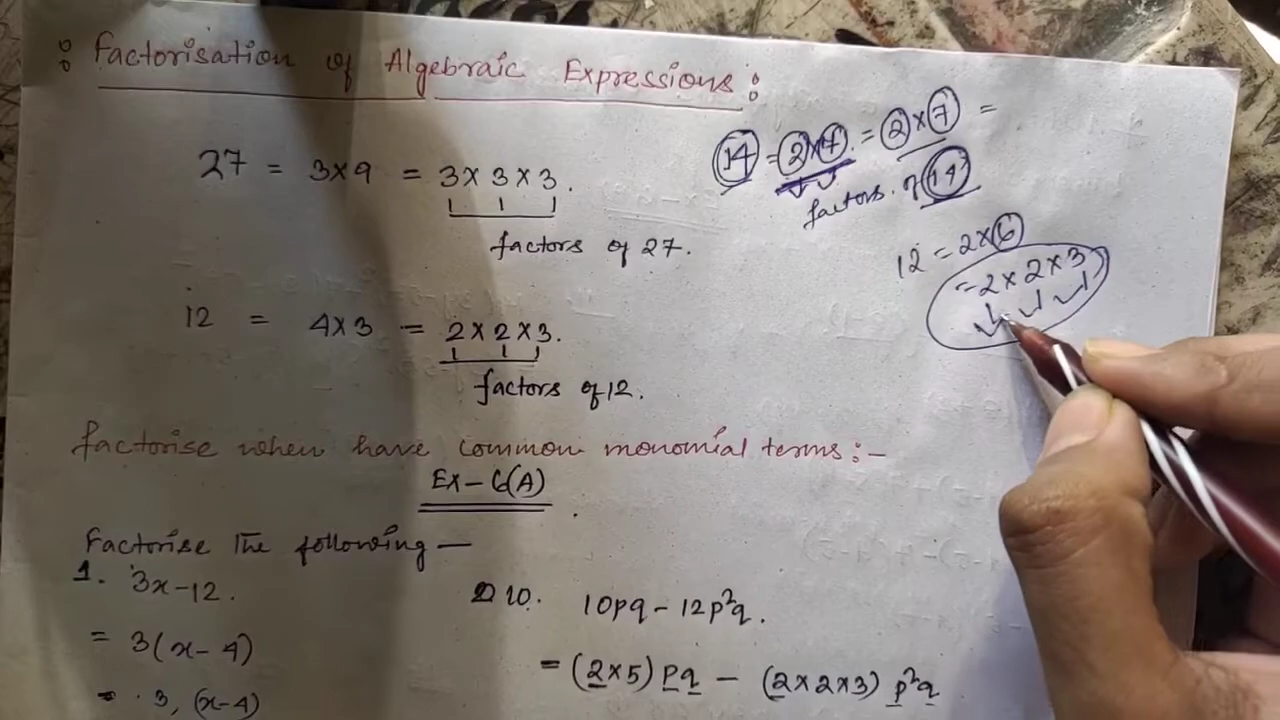 : Factorisation of Algebraic Expressions :
14 = 2×7 = 2×7 =
factors of 14
27 = 3×9 = 3×3×3.
factors of 27.
12 = 2×6
= 2×2×3
12 = 4×3 = 2×2×3.
factors of 12.
factorise when have common monomial terms :-
Ex-6(A)
Factorise the following —
1. 3x-12.
= 3(x-4)
3, (x-4)
10. 10pq - 12p²q.
= (2×5) pq - (2×2×3) p²q